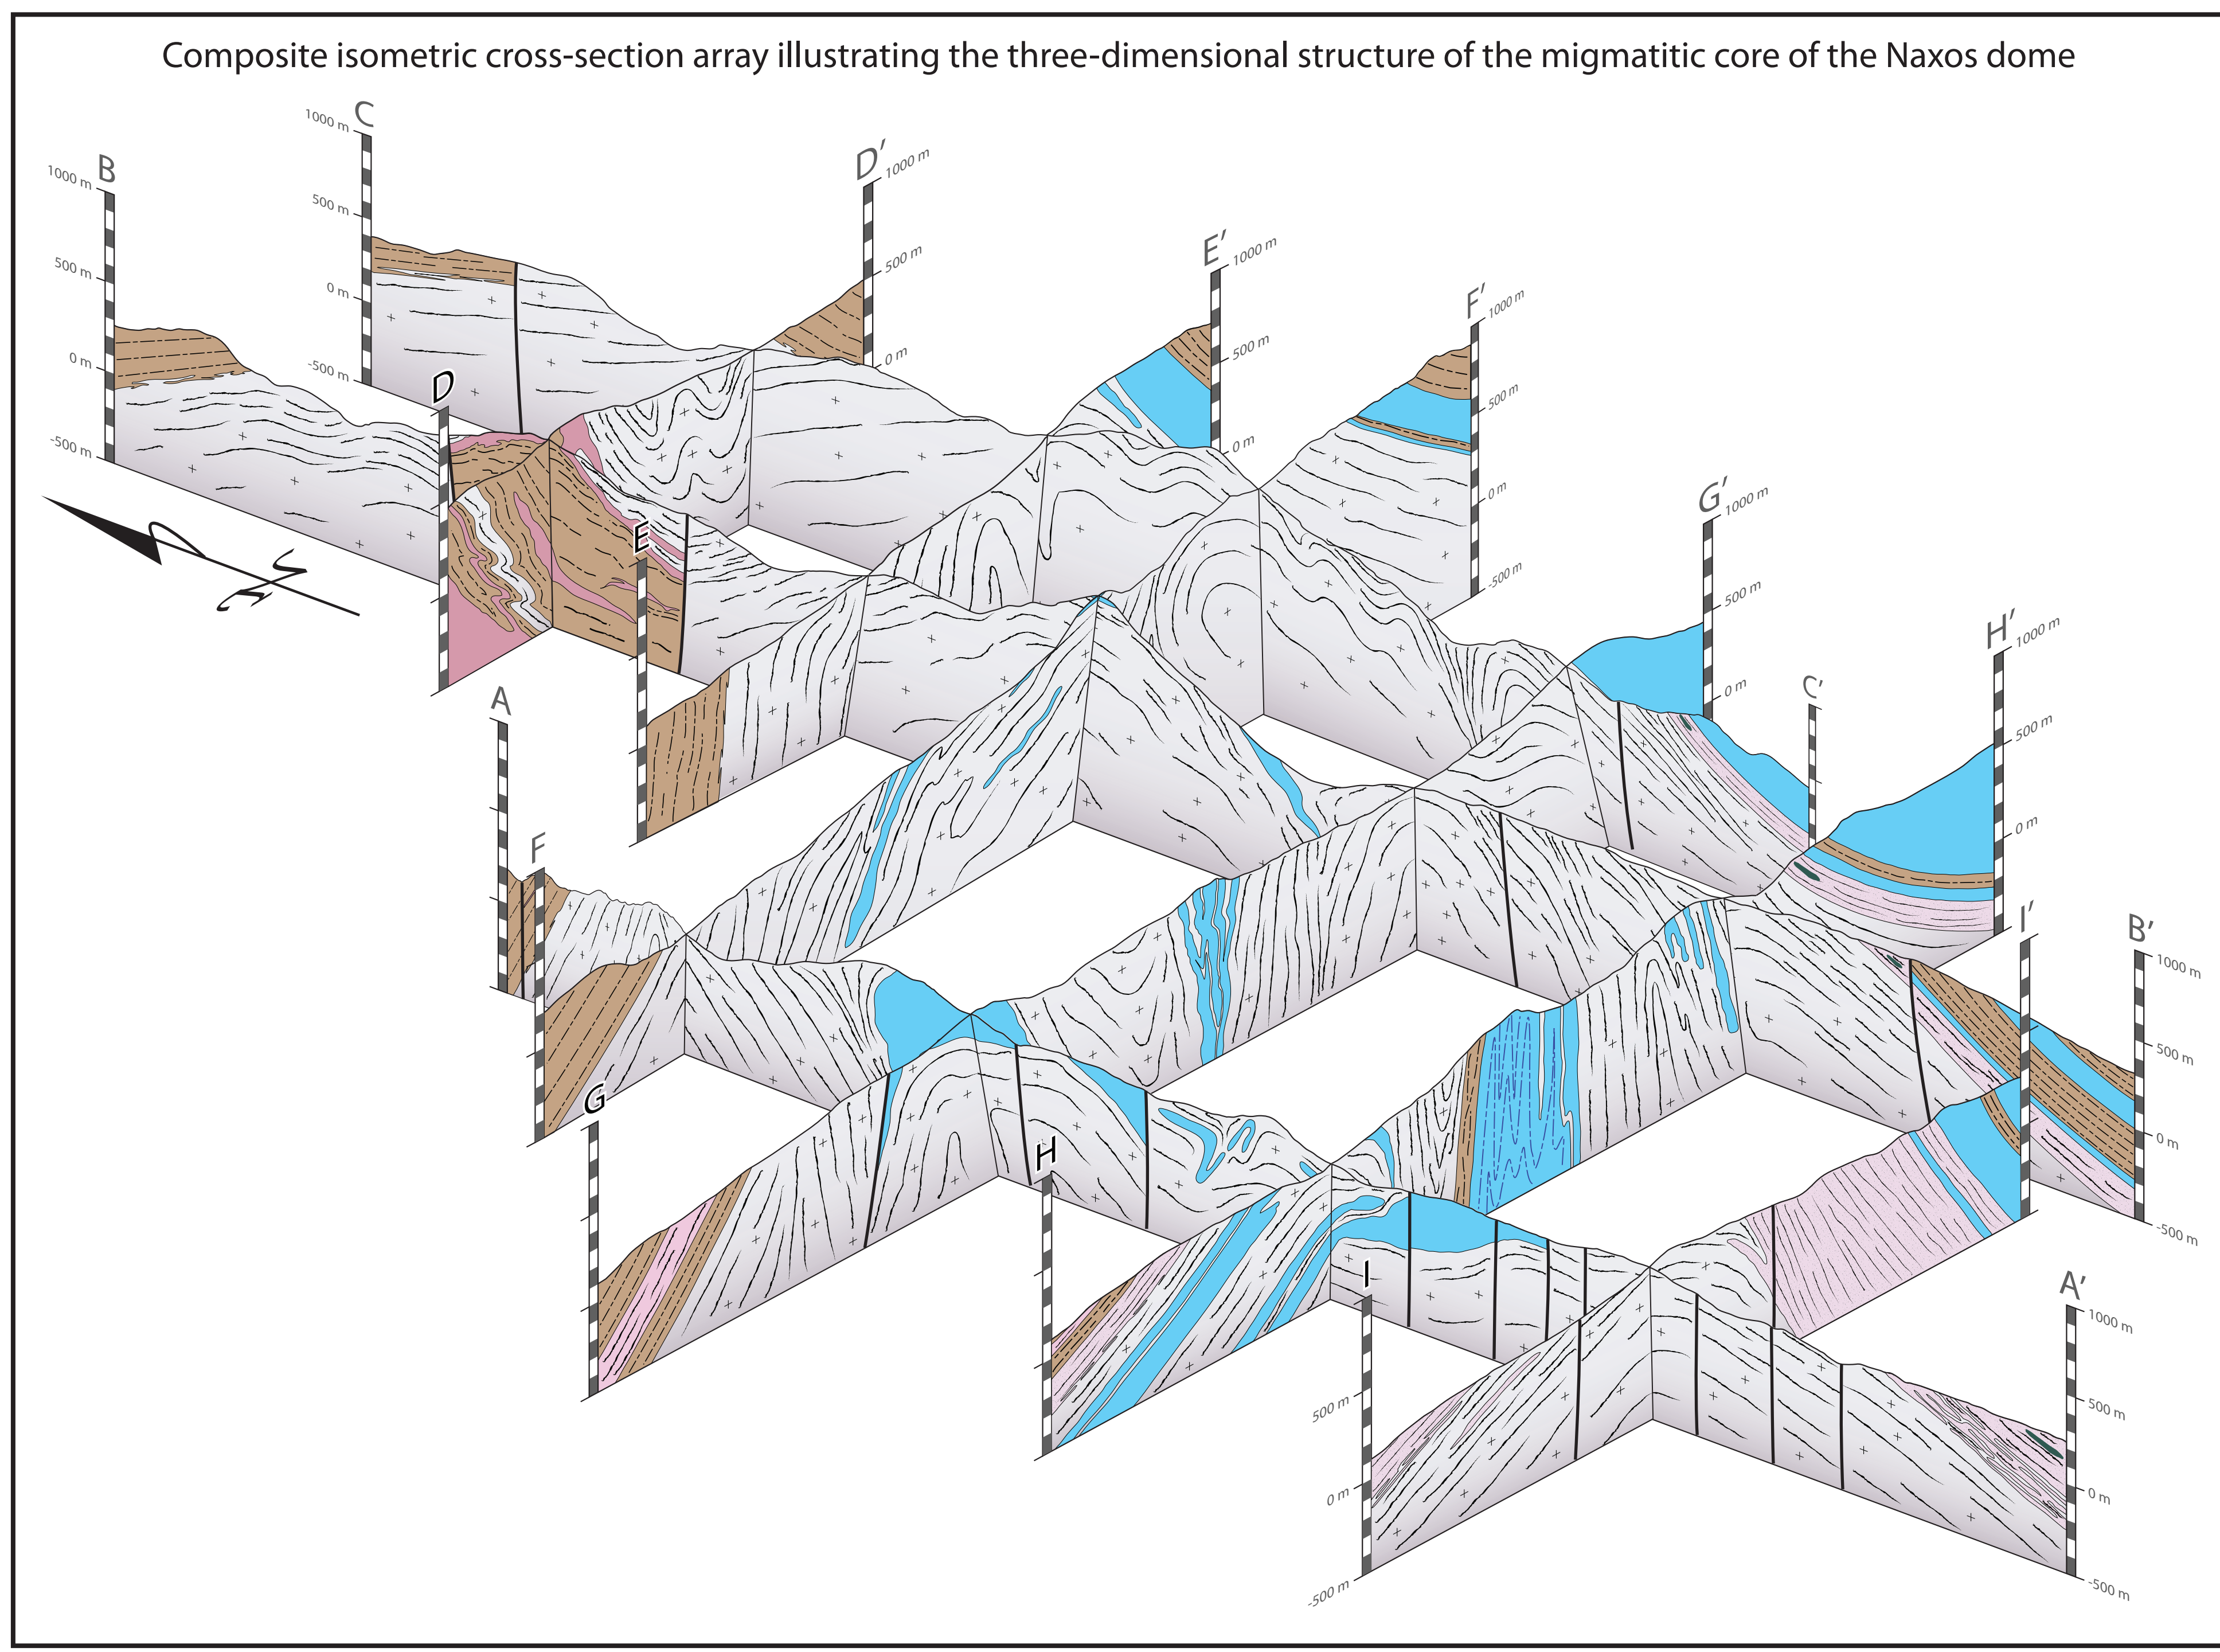 Composite isometric cross-section array illustrating the three-dimensional structure of the migmatitic core of the Naxos dome
C
1000 m
500 m
0 m
-500 m
B
1000 m
500 m
0 m
-500 m
D'
1000 m
500 m
0 m
E'
1000 m
500 m
0 m
F'
1000 m
500 m
0 m
-500 m
D
G'
1000 m
500 m
0 m
E
H'
1000 m
500 m
0 m
C'
A
F
I'
B'
1000 m
500 m
0 m
-500 m
G
H
I
500 m
0 m
-500 m
A'
1000 m
500 m
0 m
-500 m